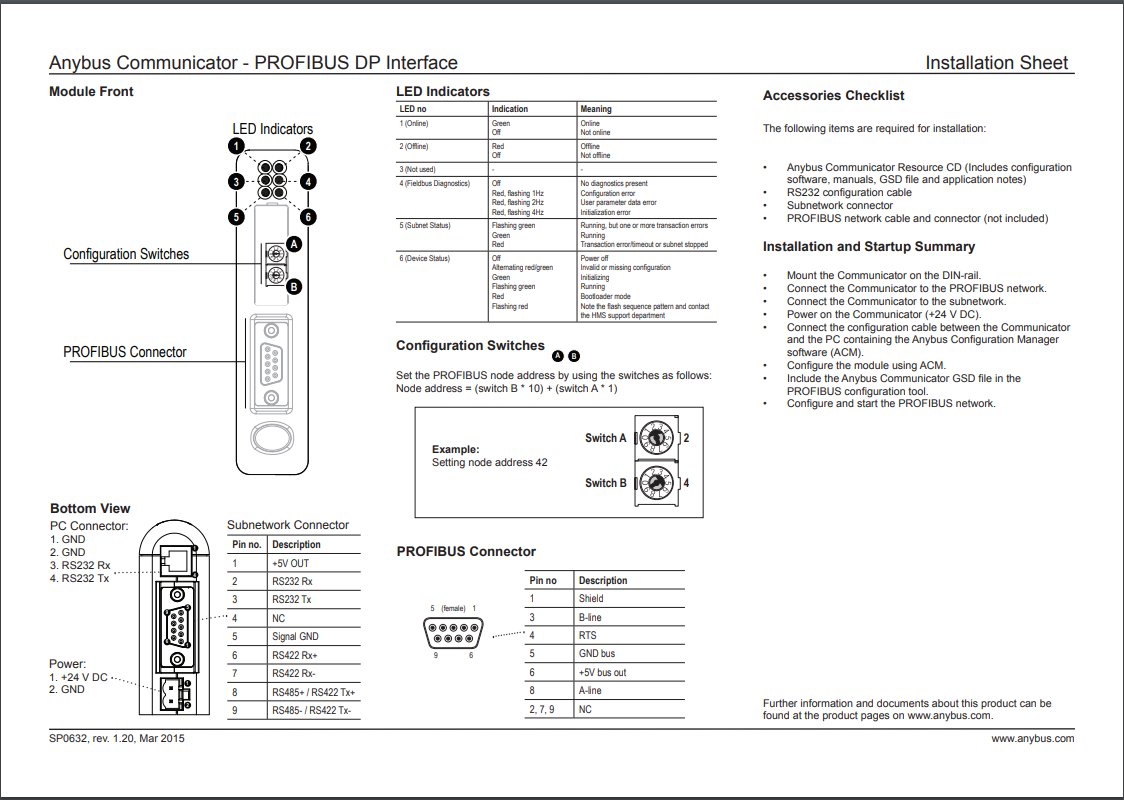 Anybus Communicator - PROFIBUS DP Interface
Installation Sheet
Module Front
LED Indicators
1
2
3
4
5
6
A
Configuration Switches
B
PROFIBUS Connector
Bottom View
PC Connector:
1. GND
2. GND
3. RS232 Rx
4. RS232 Tx
Power:
1. +24 V DC
2. GND
Subnetwork Connector
Pin no. Description
1 +5V OUT
2 RS232 Rx
3 RS232 Tx
4 NC
5 Signal GND
6 RS422 Rx+
7 RS422 Rx-
8 RS485+ / RS422 Tx+
9 RS485- / RS422 Tx-
LED Indicators
LED no Indication Meaning
1 (Online) Green Online
Off Not online
2 (Offline) Red Offline
Off Not offline
3 (Not used) - -
4 (Fieldbus Diagnostics) Off No diagnostics present
Red, flashing 1Hz Configuration error
Red, flashing 2Hz User parameter data error
Red, flashing 4Hz Initialization error
5 (Subnet Status) Flashing green Running, but one or more transaction errors
Green Running
Red Transaction error/timeout or subnet stopped
6 (Device Status) Off Power off
Alternating red/green Invalid or missing configuration
Green Initializing
Flashing green Running
Red Bootloader mode
Flashing red Note the flash sequence pattern and contact
the HMS support department
Configuration Switches
A B
Set the PROFIBUS node address by using the switches as follows:
Node address = (switch B * 10) + (switch A * 1)
Example:
Setting node address 42
Switch A 2
Switch B 4
PROFIBUS Connector
5 (female) 1
9 6
Pin no Description
1 Shield
3 B-line
4 RTS
5 GND bus
6 +5V bus out
8 A-line
2, 7, 9 NC
Accessories Checklist
The following items are required for installation:
• Anybus Communicator Resource CD (Includes configuration
software, manuals, GSD file and application notes)
• RS232 configuration cable
• Subnetwork connector
• PROFIBUS network cable and connector (not included)
Installation and Startup Summary
• Mount the Communicator on the DIN-rail.
• Connect the Communicator to the PROFIBUS network.
• Connect the Communicator to the subnetwork.
• Power on the Communicator (+24 V DC).
• Connect the configuration cable between the Communicator
and the PC containing the Anybus Configuration Manager
software (ACM).
• Configure the module using ACM.
• Include the Anybus Communicator GSD file in the
PROFIBUS configuration tool.
• Configure and start the PROFIBUS network.
Further information and documents about this product can be
found at the product pages on www.anybus.com.
SP0632, rev. 1.20, Mar 2015
www.anybus.com